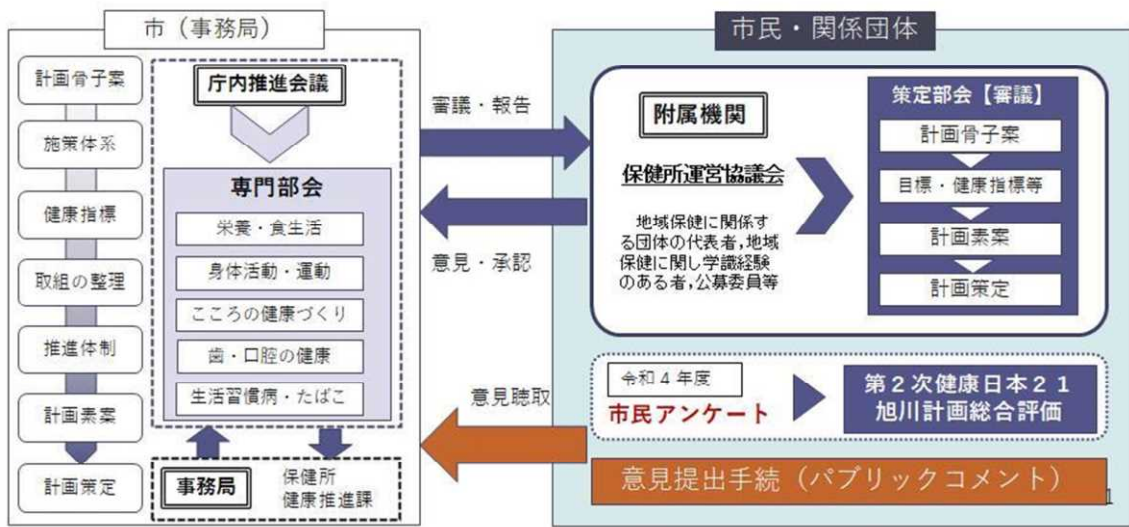 市（事務局）
計画骨子案
施策体系
健康指標
取組の整理
推進体制
計画素案
計画策定
庁内推進会議
専門部会
栄養・食生活
身体活動・運動
こころの健康づくり
歯・口腔の健康
生活習慣病・たばこ
事務局
保健所
健康推進課
審議・報告
意見・承認
意見聴取
市民・関係団体
附属機関
保健所運営協議会
地域保健に関係す
る団体の代表者,地域
保健に関し学識経験
のある者,公募委員等
策定部会【審議】
計画骨子案
目標・健康指標等
計画素案
計画策定
令和４年度
市民アンケート
第２次健康日本２１
旭川計画総合評価
意見提出手続（パブリックコメント）
1